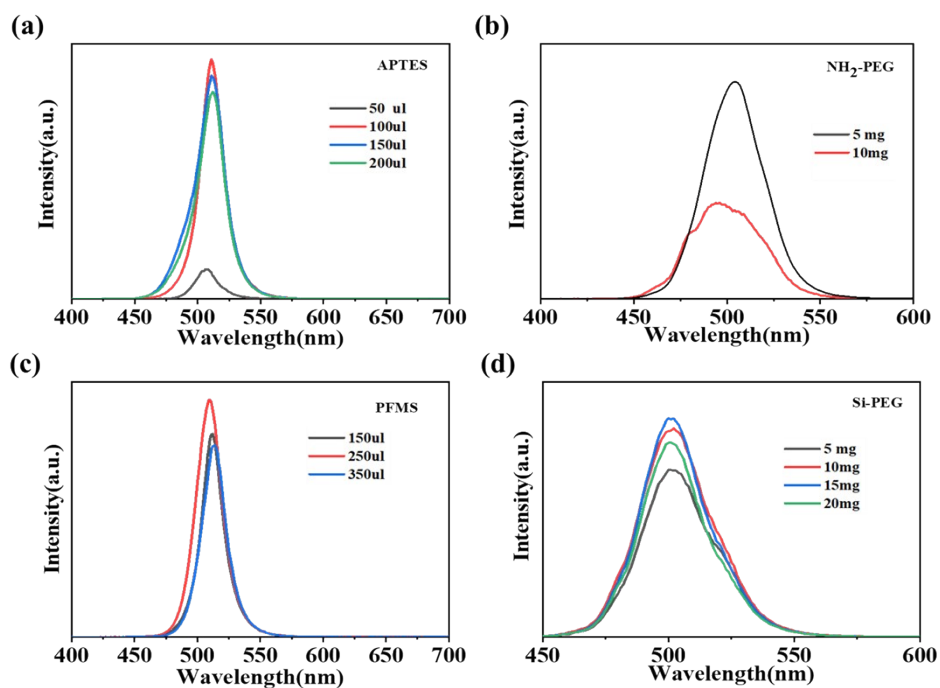 (a)
APTES
50 ul
100ul
150ul
200ul
Intensity(a.u.)
400 450 500 550 600 650 700
Wavelength(nm)
(b)
NH2-PEG
5 mg
10mg
Intensity(a.u.)
400 450 500 550 600
Wavelength(nm)
(c)
PFMS
150ul
250ul
350ul
Intensity(a.u.)
400 450 500 550 600 650 700
Wavelength(nm)
(d)
Si-PEG
5 mg
10mg
15mg
20mg
Intensity(a.u.)
450 500 550 600
Wavelength(nm)